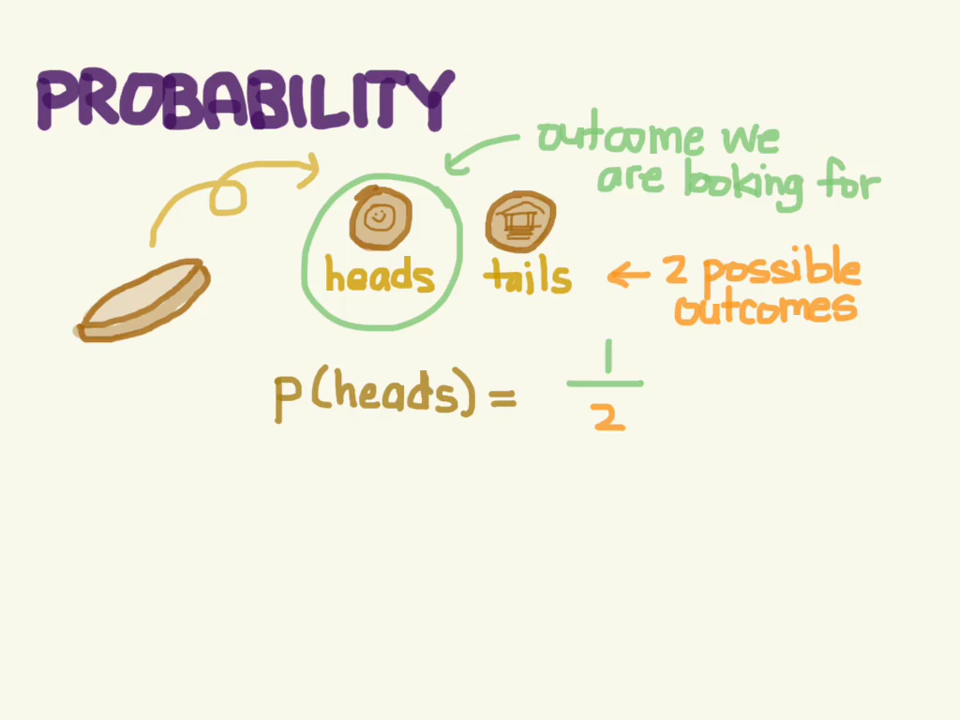 PROBABILITY
outcome we
are looking for
heads tails
2 possible
outcomes
p(heads) = 1/2